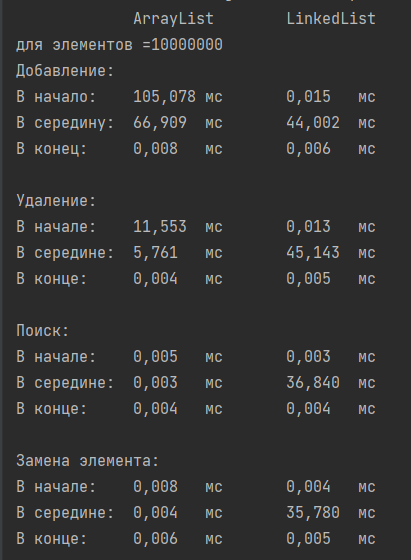 ArrayList LinkedList
для элементов =10000000
Добавление:
В начало: 105,078 мс 0,015 мс
В середину: 66,909 мс 44,002 мс
В конец: 0,008 мс 0,006 мс
Удаление:
В начале: 11,553 мс 0,013 мс
В середине: 5,761 мс 45,143 мс
В конце: 0,004 мс 0,005 мс
Поиск:
В начале: 0,005 мс 0,003 мс
В середине: 0,003 мс 36,840 мс
В конце: 0,004 мс 0,004 мс
Замена элемента:
В начале: 0,008 мс 0,004 мс
В середине: 0,004 мс 35,780 мс
В конце: 0,006 мс 0,005 мс